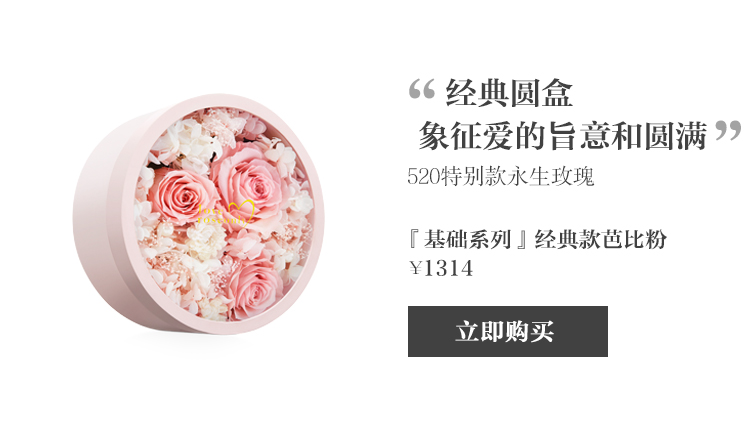 “ 经典圆盒
象征爱的旨意和圆满 ”
520特别款永生玫瑰
『基础系列』经典款芭比粉
¥1314
立即购买